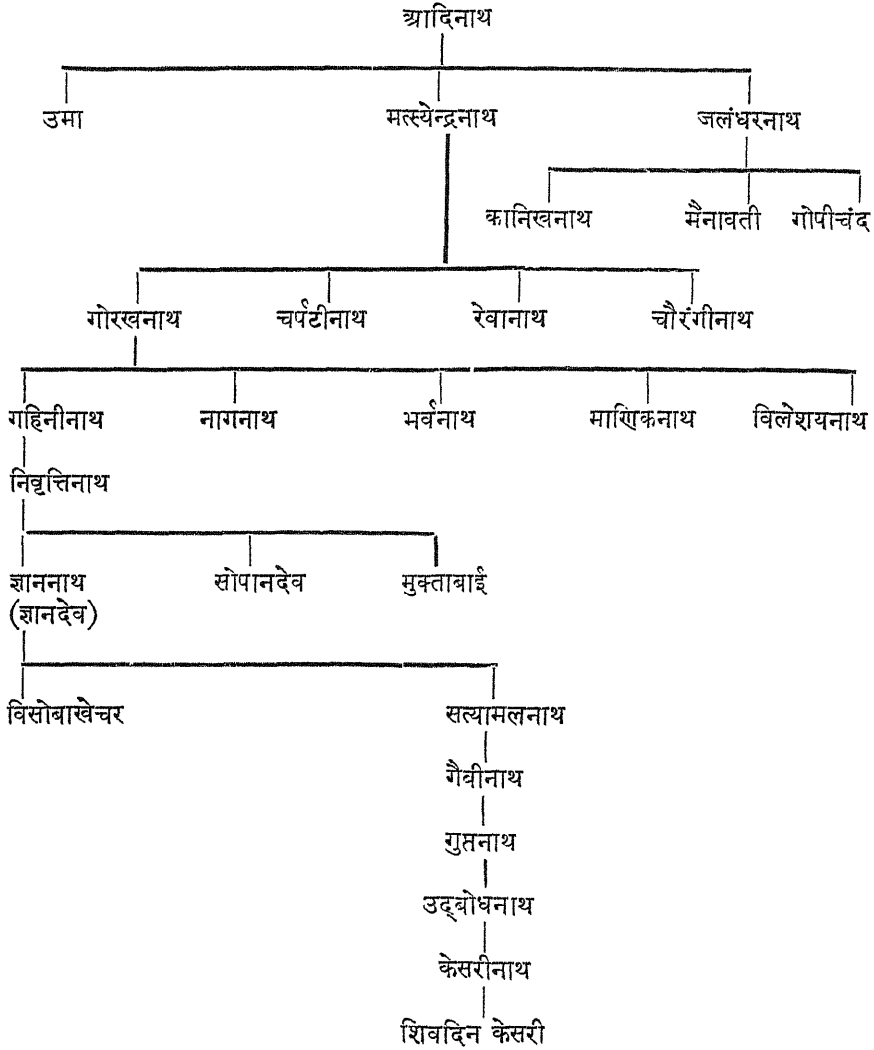 आदिनाथ
उमा मत्स्येन्द्रनाथ जलंधरनाथ
कानिखनाथ मैनावती गोपीचंद
गोरखनाथ चर्पटीनाथ रेवानाथ चौरंगीनाथ
गहिनीनाथ नागनाथ भर्वनाथ माणिकनाथ विलेशयनाथ
निवृत्तिनाथ
ज्ञाननाथ सोपानदेव मुक्ताबाई
(ज्ञानदेव)
विसोबाखेचर सत्यामलनाथ
गैवीनाथ
गुप्तनाथ
उद्‌बोधनाथ
केसरीनाथ
शिवदिन केसरी